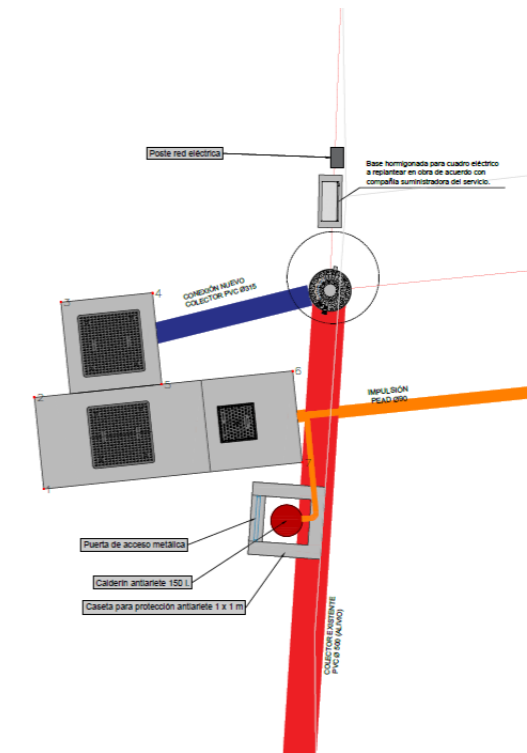 Poste red eléctrica
Base hormigonada para cuadro eléctrico
a replantear en obra de acuerdo con
compañia suministradora del servicio.
CONEXIÓN NUEVO
COLECTOR PVC Ø315
3
4
2
5
6
1
IMPULSIÓN
PEAD Ø90
Puerta de acceso metálica
Calderín antiariete 150 l.
Caseta para protección antiariete 1 x 1 m
COLECTOR EXISTENTE
PVC Ø 500 (ALIVIO)